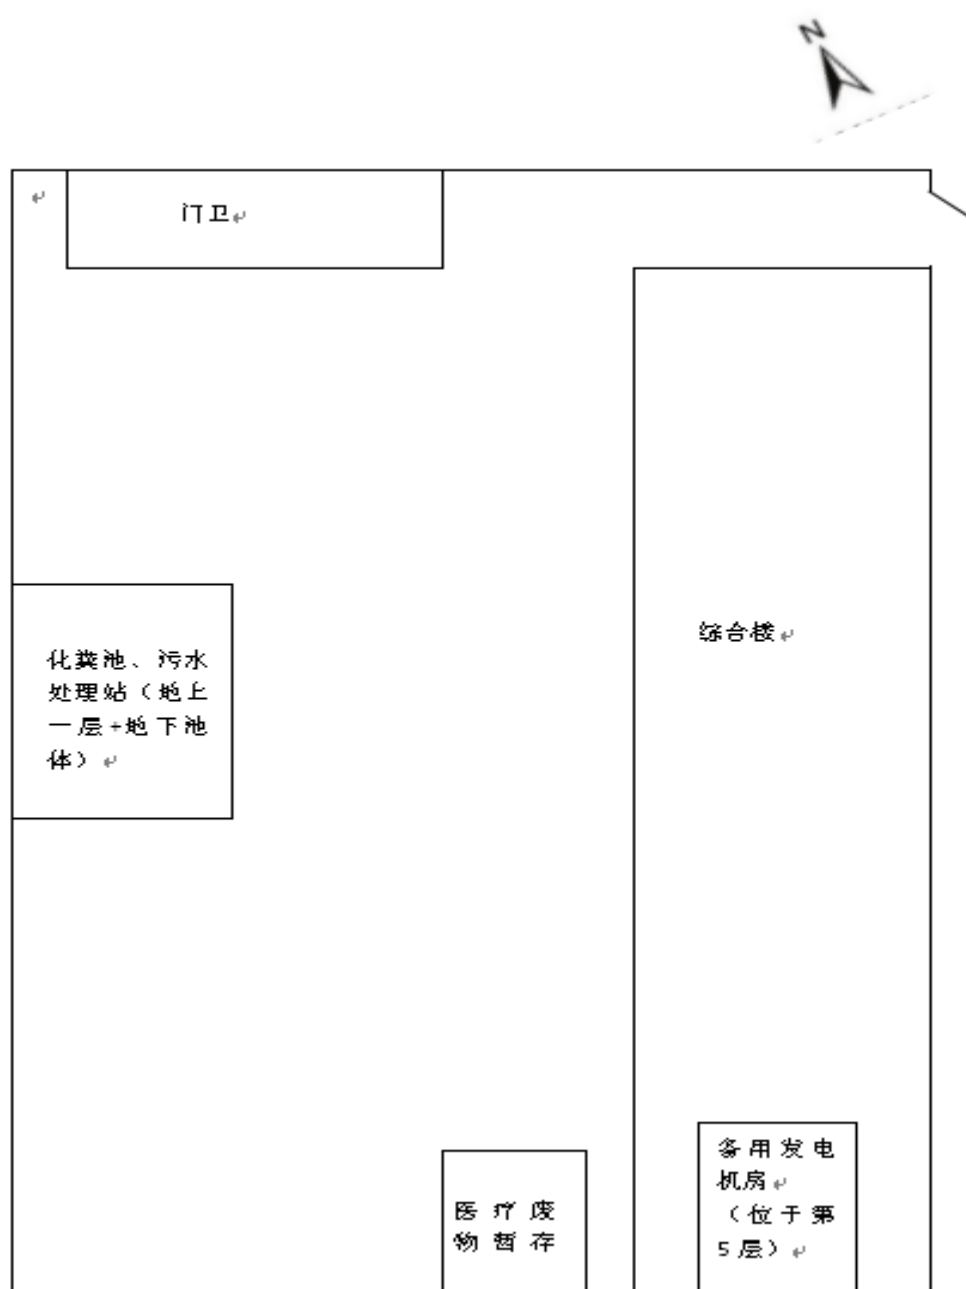 N
门卫
综合楼
化粪池、污水
处理站（地上
一层+地下池
体）
备用发电
机房
（位于第
5层）
医疗废
物暂存